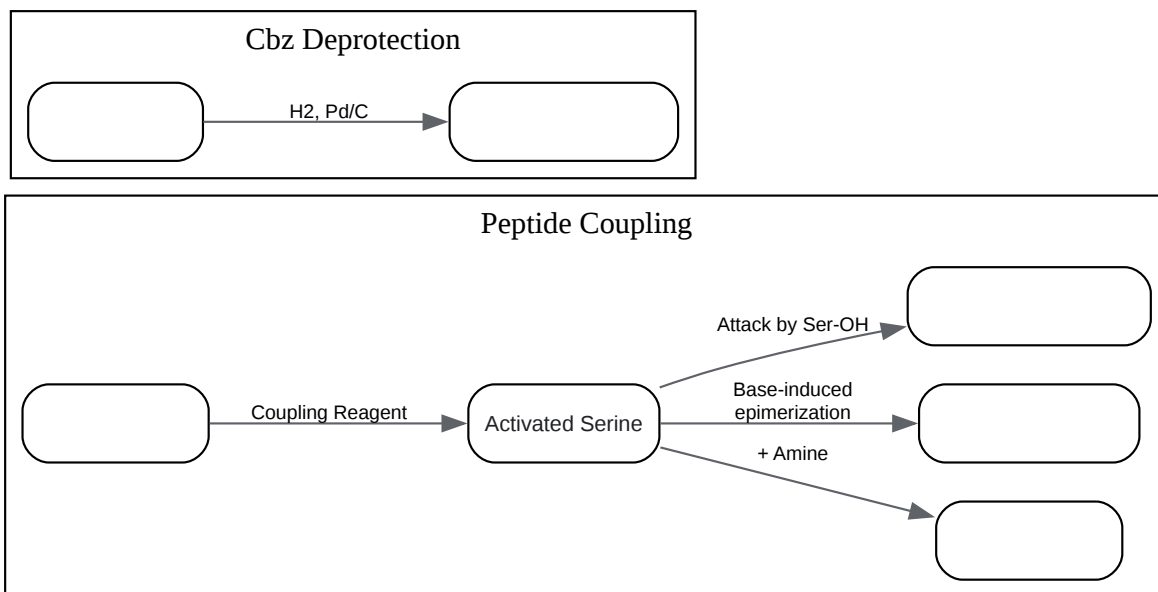 Cbz Deprotection
H2, Pd/C
Peptide Coupling
Attack by Ser-OH
Base-induced
epimerization
Coupling Reagent
Activated Serine
+ Amine